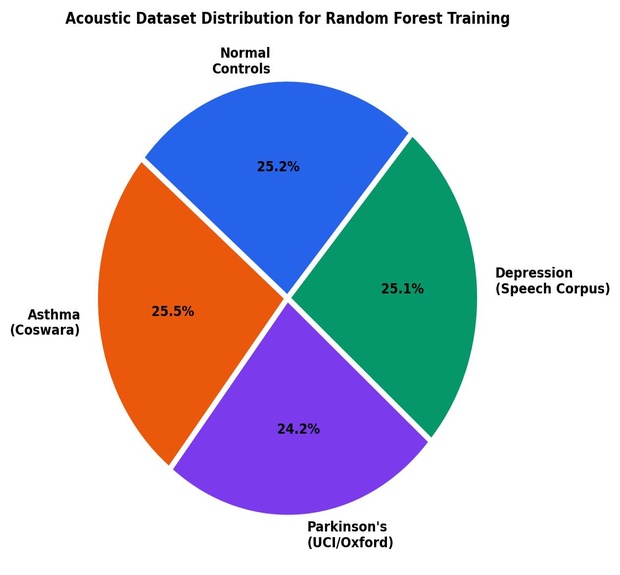 Acoustic Dataset Distribution for Random Forest Training
Normal
Controls
25.2%
Depression
(Speech Corpus)
25.1%
Asthma
(Coswara)
25.5%
24.2%
Parkinson's
(UCI/Oxford)